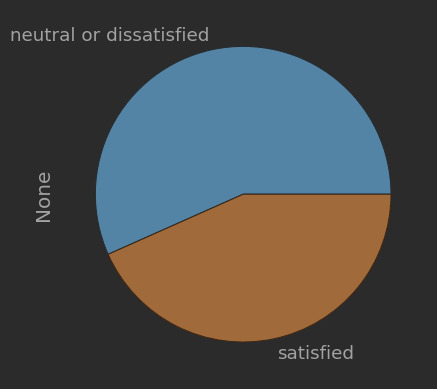 neutral or dissatisfied
None
satisfied